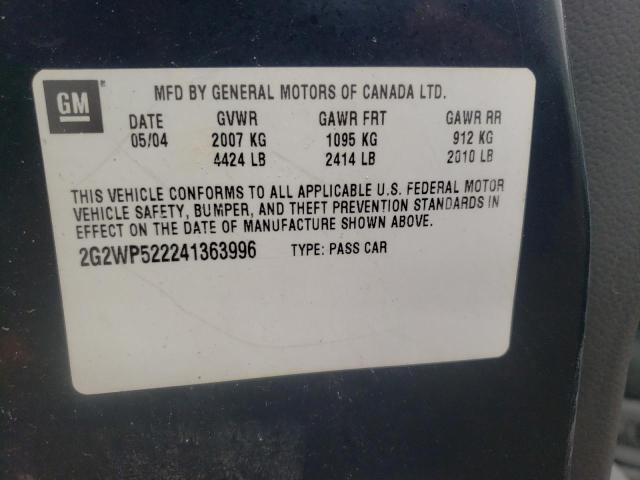 GM ® MFD BY GENERAL MOTORS OF CANADA LTD.
DATE GVWR GAWR FRT GAWR RR
05/04 2007 KG 1095 KG 912 KG
4424 LB 2414 LB 2010 LB
THIS VEHICLE CONFORMS TO ALL APPLICABLE U.S. FEDERAL MOTOR
VEHICLE SAFETY, BUMPER, AND THEFT PREVENTION STANDARDS IN
EFFECT ON THE DATE OF MANUFACTURE SHOWN ABOVE.
2G2WP522241363996 TYPE: PASS CAR